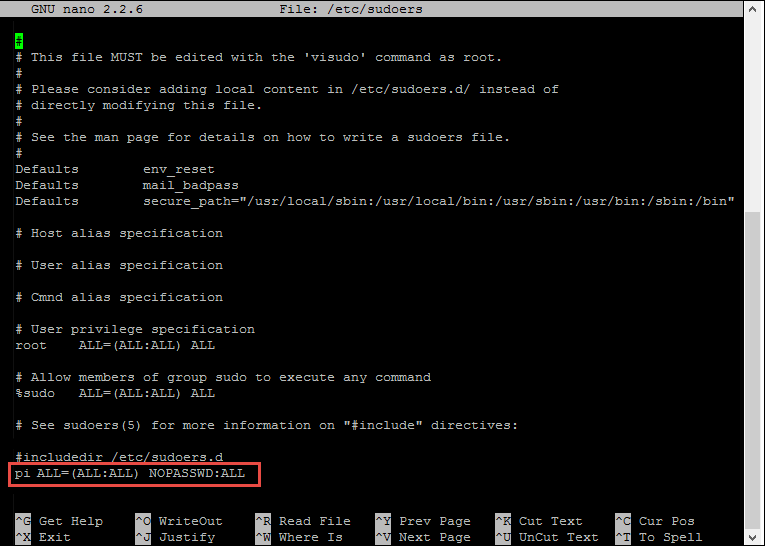 GNU nano 2.2.6 File: /etc/sudoers
#
# This file MUST be edited with the 'visudo' command as root.
#
# Please consider adding local content in /etc/sudoers.d/ instead of
# directly modifying this file.
#
# See the man page for details on how to write a sudoers file.
#
Defaults env_reset
Defaults mail_badpass
Defaults secure_path="/usr/local/sbin:/usr/local/bin:/usr/sbin:/usr/bin:/sbin:/bin"
# Host alias specification
# User alias specification
# Cmnd alias specification
# User privilege specification
root ALL=(ALL:ALL) ALL
# Allow members of group sudo to execute any command
%sudo ALL=(ALL:ALL) ALL
# See sudoers(5) for more information on "#include" directives:
#includedir /etc/sudoers.d
pi ALL=(ALL:ALL) NOPASSWD:ALL
^G Get Help ^O WriteOut ^R Read File ^Y Prev Page ^K Cut Text ^C Cur Pos
^X Exit ^J Justify ^W Where Is ^V Next Page ^U UnCut Text ^T To Spell